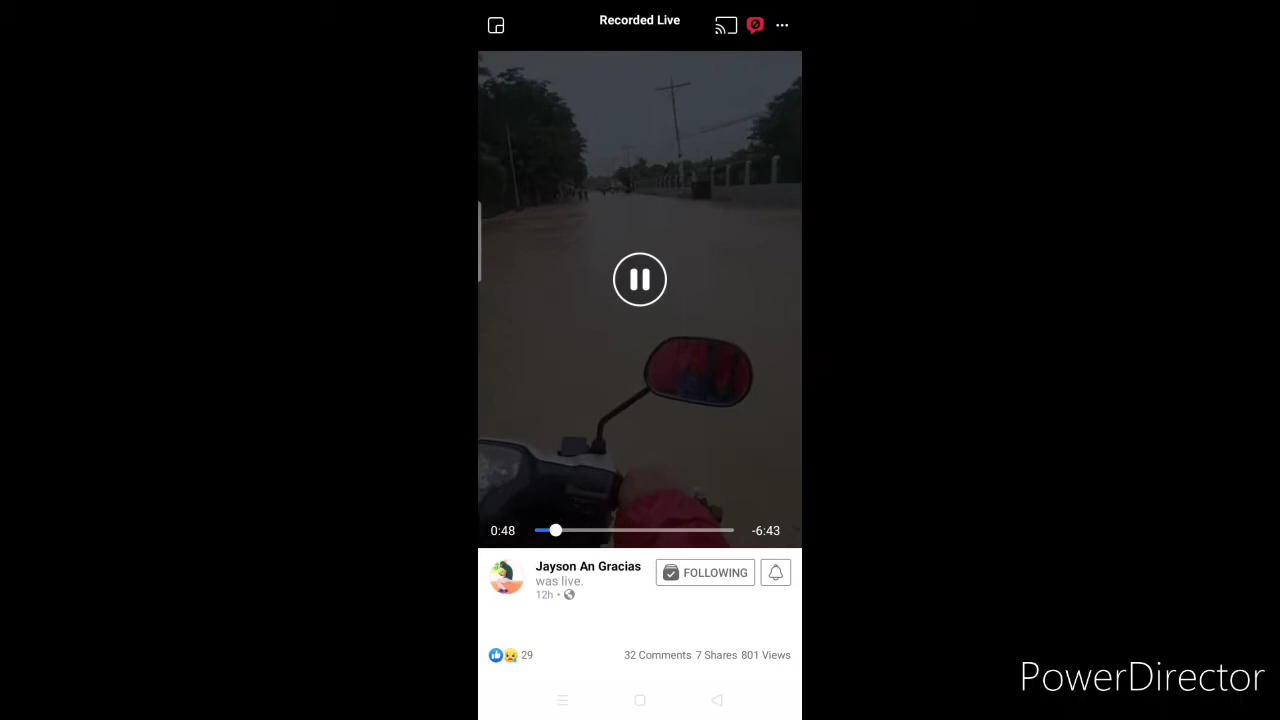 Recorded Live
0:48
-6:43
Jayson An Gracias
was live.
12h •
FOLLOWING
29
32 Comments 7 Shares 801 Views
PowerDirector